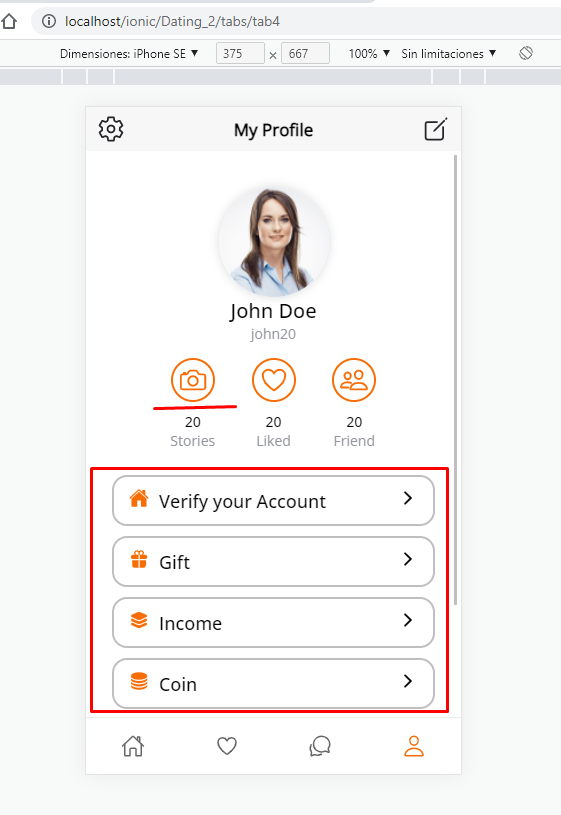 localhost/ionic/Dating_2/tabs/tab4
Dimensiones: iPhone SE ▼ 375 × 667 100% ▼ Sin limitaciones ▼
My Profile
John Doe
john20
20 20 20
Stories Liked Friend
Verify your Account
Gift
Income
Coin